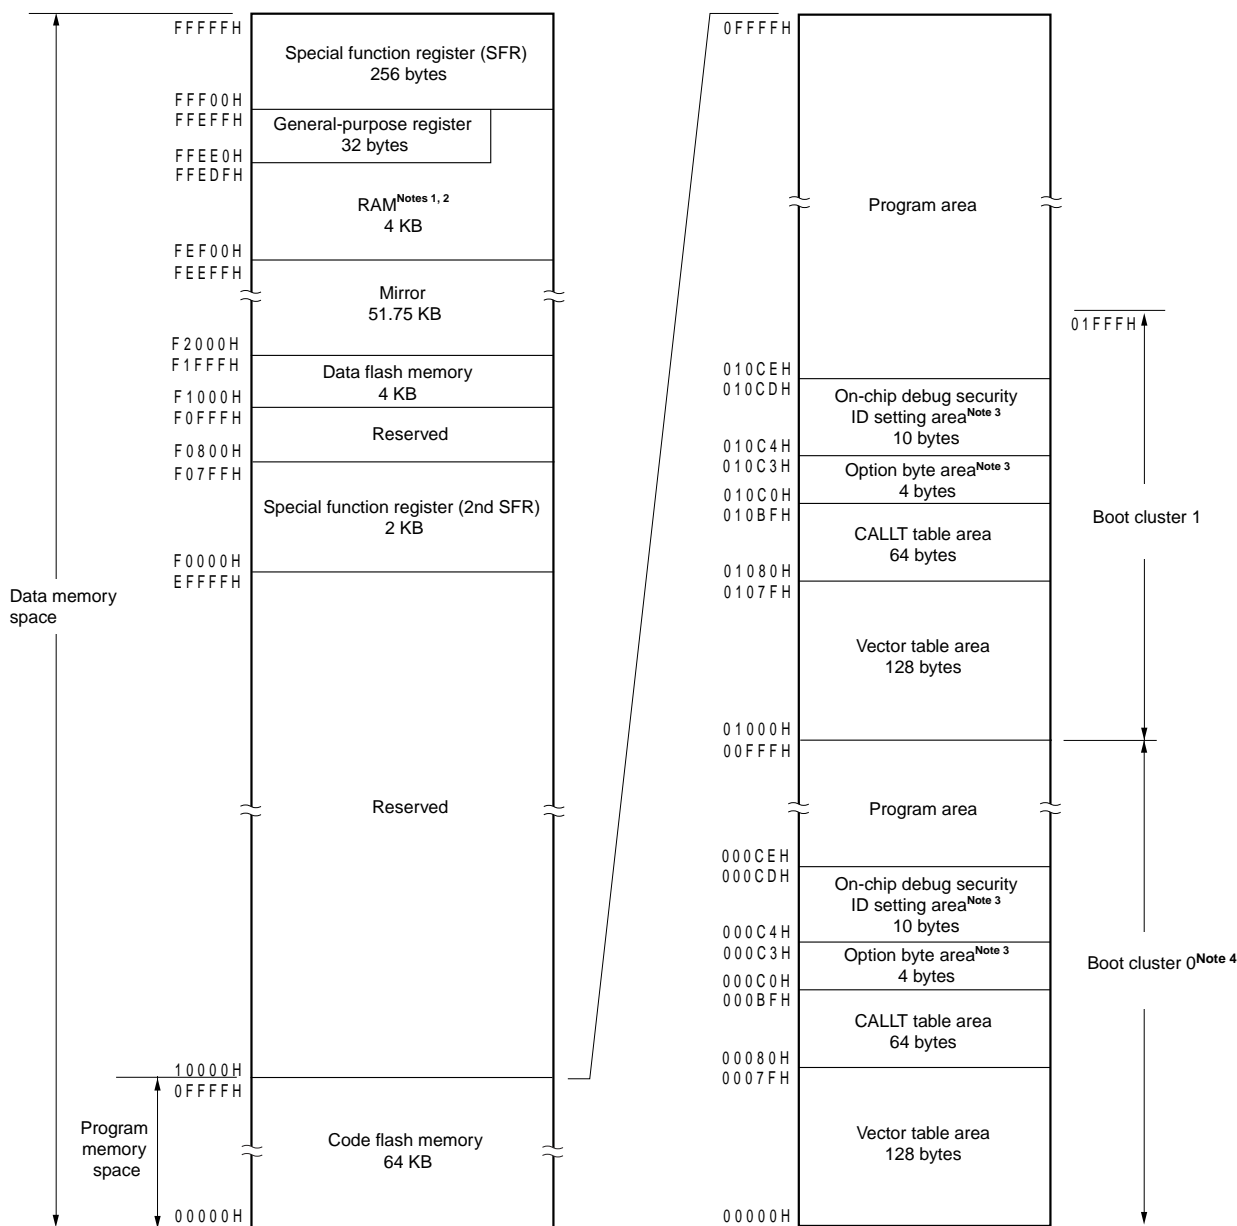 FFFFFH
Special function register (SFR)
256 bytes
FFF00H
FFEFFH
General-purpose register
32 bytes
FFEE0H
FFEDFH
RAMNotes 1, 2
4 KB
FEF00H
FEEFFH
Mirror
51.75 KB
F2000H
F1FFFH
Data flash memory
4 KB
F1000H
F0FFFH
Reserved
F0800H
F07FFH
Special function register (2nd SFR)
2 KB
F0000H
EFFFFH
Data memory
space
Reserved
10000H
0FFFFH
Program
memory
space
Code flash memory
64 KB
00000H
0FFFFH
Program area
01FFFH
010CEH
010CDH
On-chip debug security
ID setting areaNote 3
10 bytes
010C4H
010C3H
Option byte areaNote 3
4 bytes
010C0H
010BFH
CALLT table area
64 bytes
Boot cluster 1
01080H
0107FH
Vector table area
128 bytes
01000H
00FFFH
Program area
000CEH
000CDH
On-chip debug security
ID setting areaNote 3
10 bytes
000C4H
000C3H
Option byte areaNote 3
4 bytes
Boot cluster 0Note 4
000C0H
000BFH
CALLT table area
64 bytes
00080H
0007FH
Vector table area
128 bytes
00000H